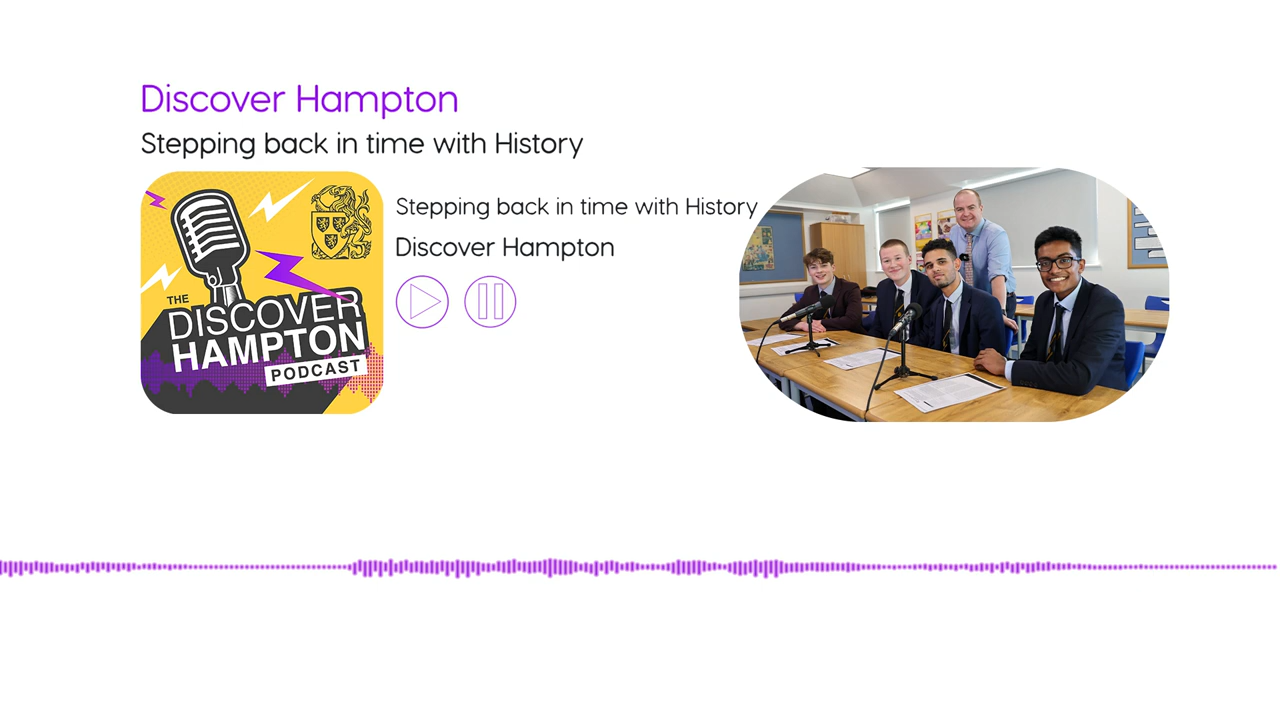 Discover Hampton
Stepping back in time with History
THE
DISCOVER
HAMPTON
PODCAST
Stepping back in time with History
Discover Hampton